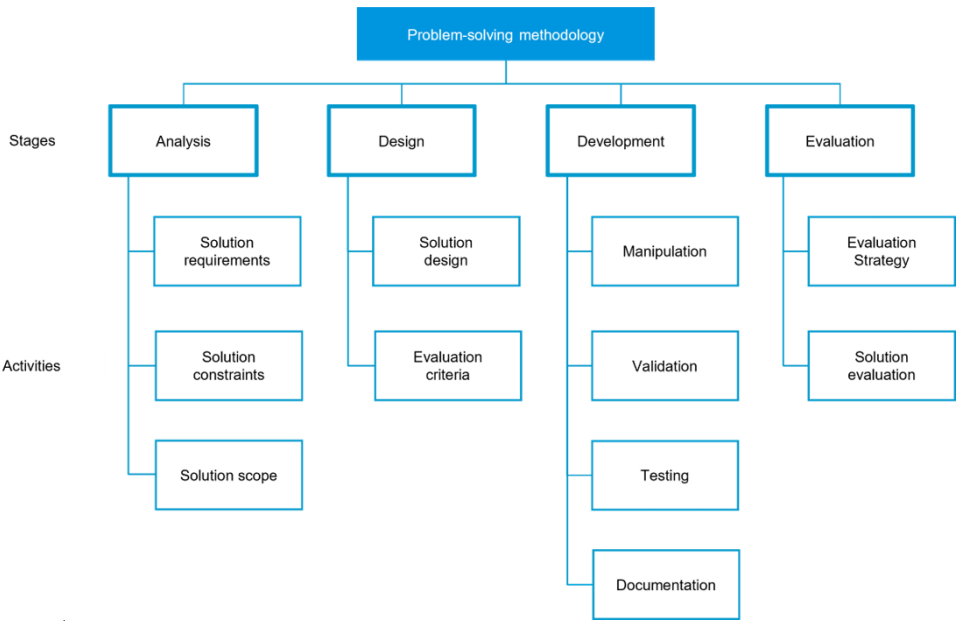 Problem-solving methodology
Stages
Analysis
Design
Development
Evaluation
Solution
requirements
Solution
design
Manipulation
Evaluation
Strategy
Activities
Solution
constraints
Evaluation
criteria
Validation
Solution
evaluation
Solution scope
Testing
Documentation